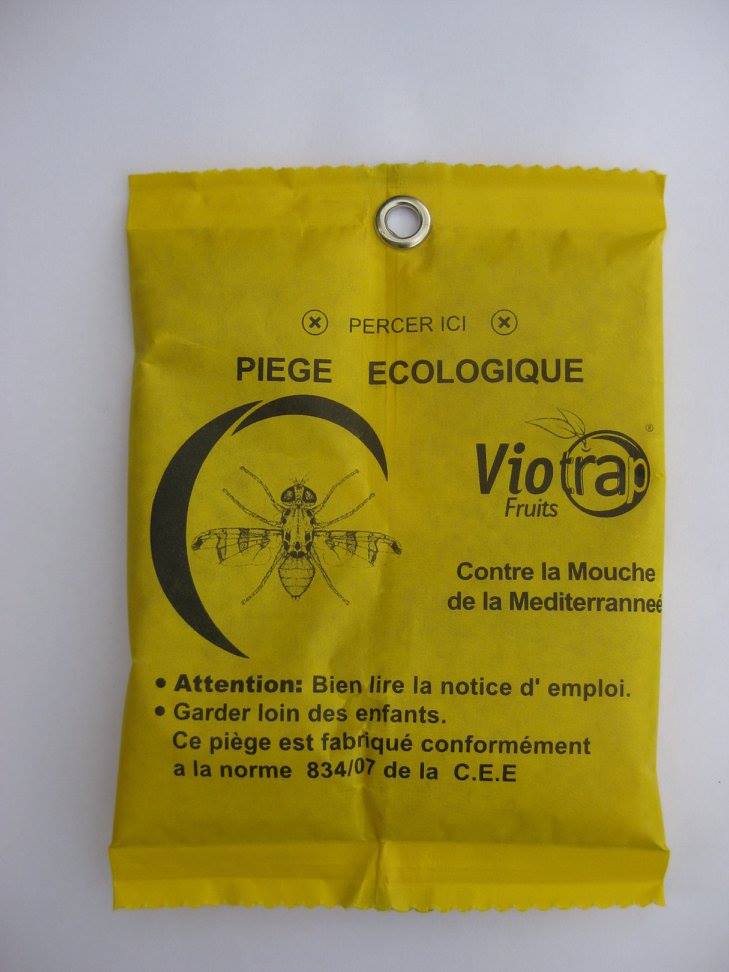 PERCER ICI
PIEGE ECOLOGIQUE
Viotrap ®
Fruits
Contre la Mouche
de la Mediterranneé
• Attention: Bien lire la notice d' emploi.
• Garder loin des enfants.
Ce piège est fabriqué conformément
a la norme 834/07 de la C.E.E